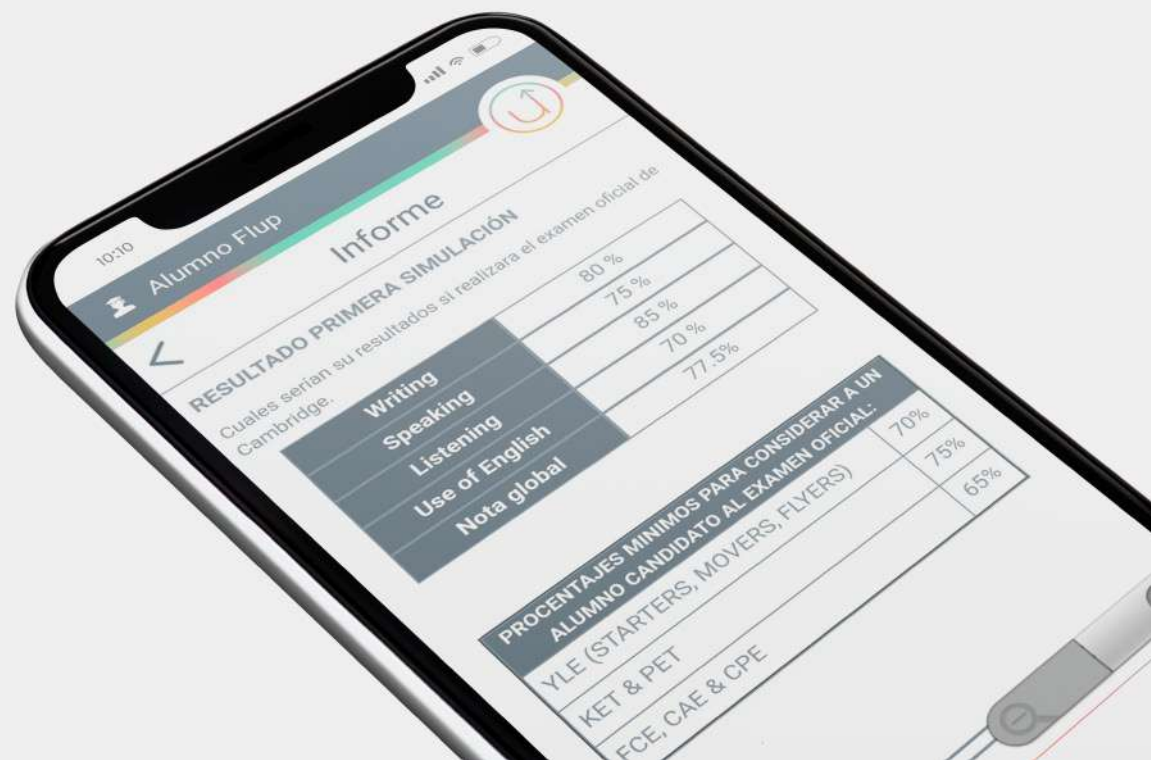 10:10
Alumno Flup
Informe
RESULTADO PRIMERA SIMULACIÓN
Cuales serían su resultados si realizara el examen oficial de
Cambridge.
Writing 80 %
Speaking 75 %
Listening 85 %
Use of English 70 %
Nota global 77.5%
PROCENTAJES MINIMOS PARA CONSIDERAR A UN
ALUMNO CANDIDATO AL EXAMEN OFICIAL:
YLE (STARTERS, MOVERS, FLYERS) 70%
KET & PET 75%
FCE, CAE & CPE 65%